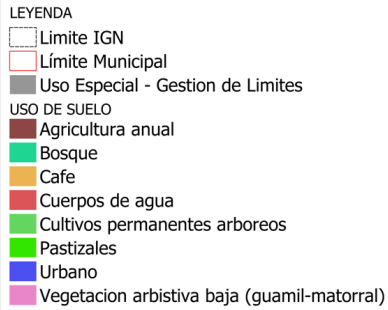 LEYENDA
Limite IGN
Límite Municipal
Uso Especial - Gestion de Limites
USO DE SUELO
Agricultura anual
Bosque
Cafe
Cuerpos de agua
Cultivos permanentes arboreos
Pastizales
Urbano
Vegetacion arbistiva baja (guamil-matorral)